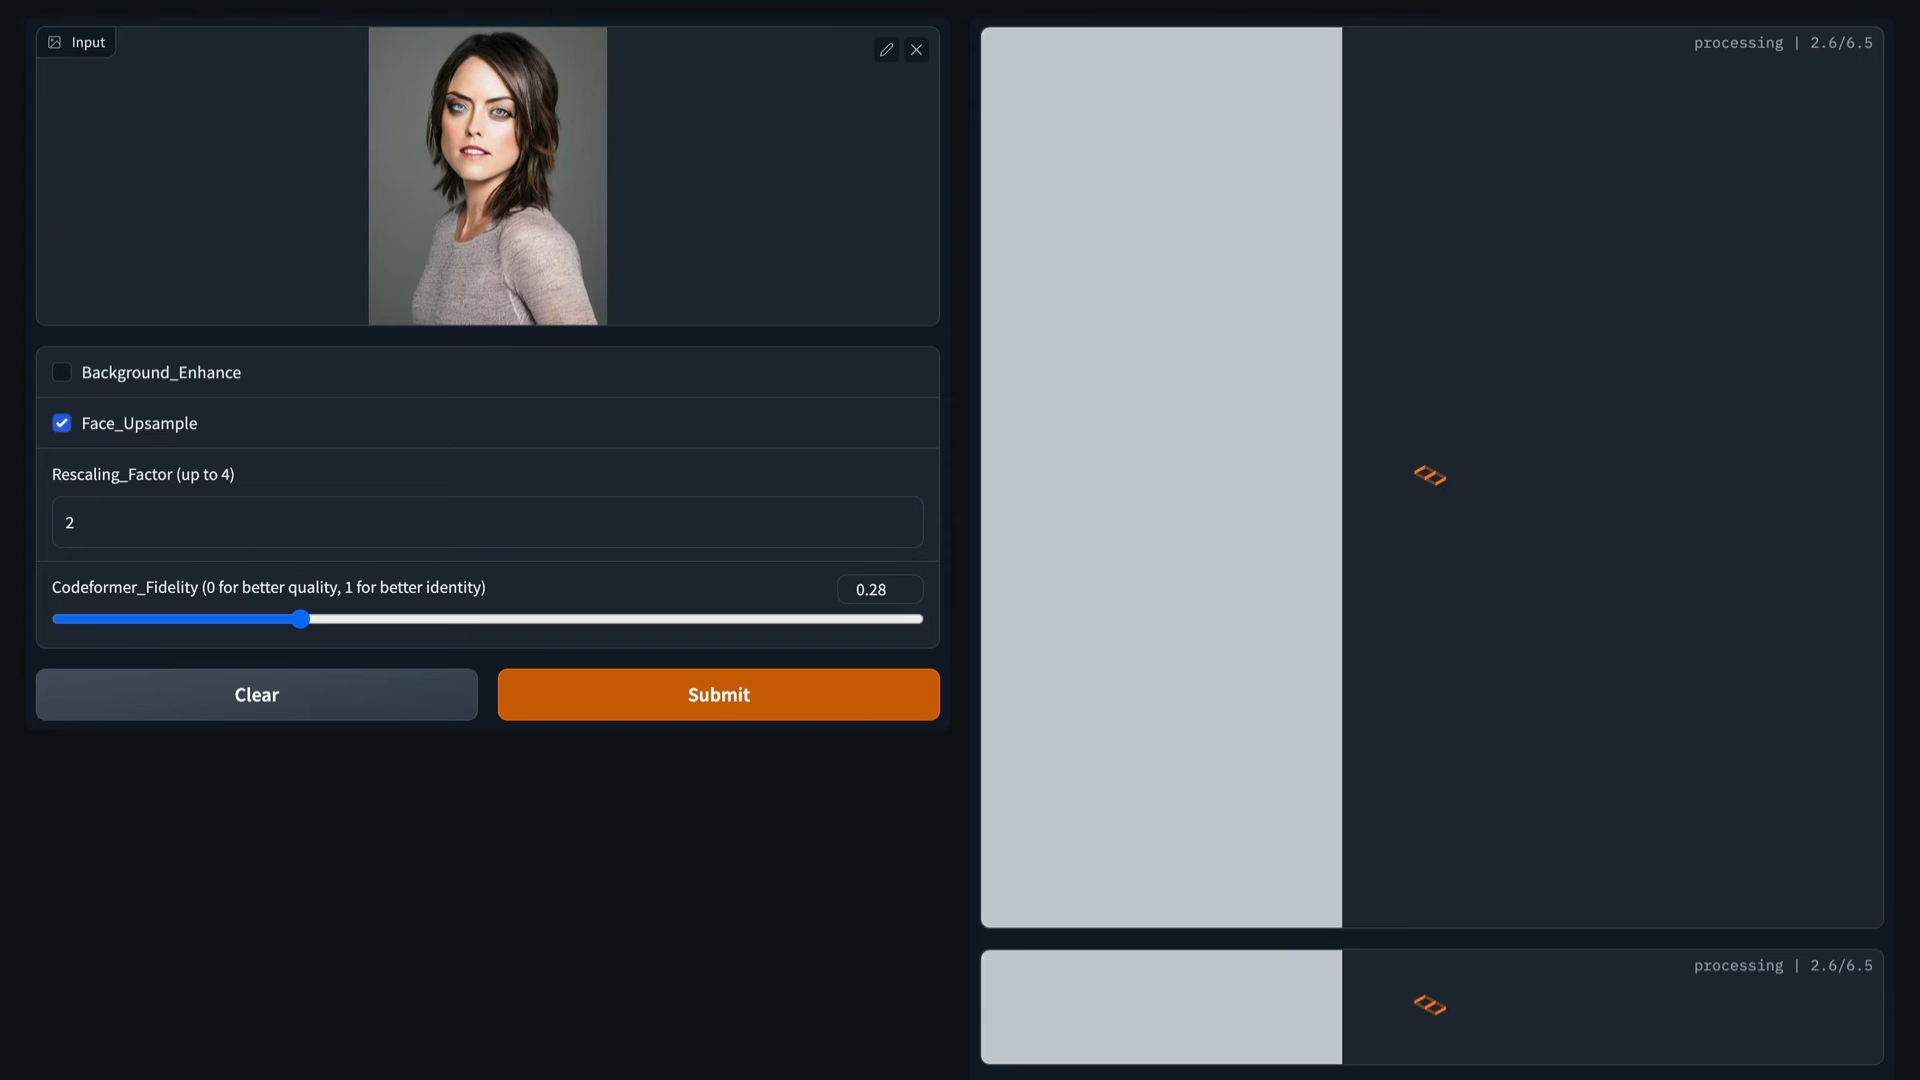 Input
Background_Enhance
Face_Upsample
Rescaling_Factor (up to 4)
2
Codeformer_Fidelity (0 for better quality, 1 for better identity)
0.28
Clear
Submit
processing | 2.6/6.5
processing | 2.6/6.5